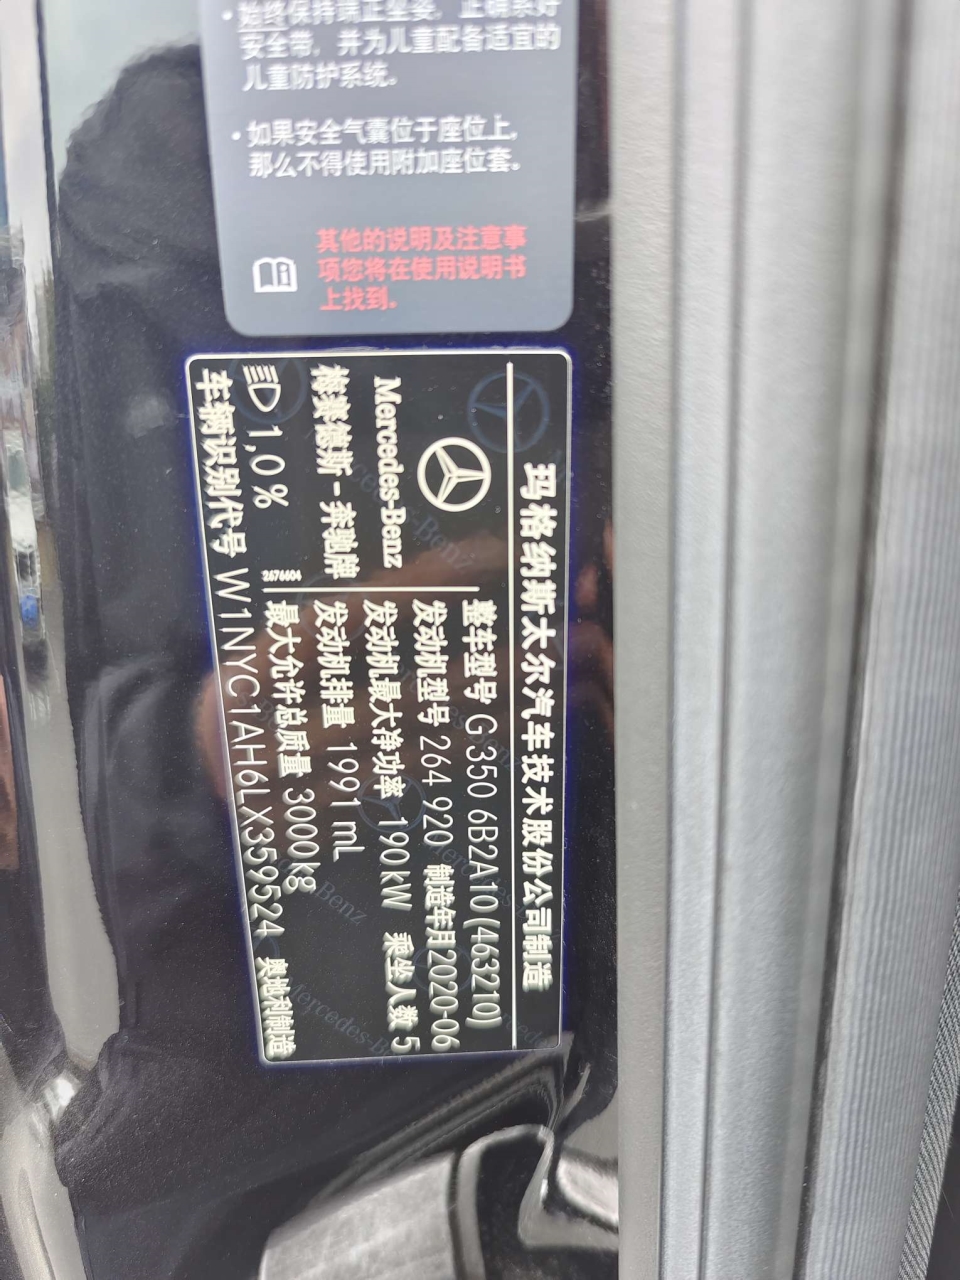 始终保持端正坐姿，正确系好
安全带，并为儿童配备适宜的
儿童防护系统。
• 如果安全气囊位于座位上，
那么不得使用附加座位套。
其他的说明及注意事
项您将在使用说明书
上找到。
玛格纳斯太尔汽车技术股份公司制造
Mercedes-Benz
梅赛德斯-奔驰牌
1,0%
2676604
整车型号 G 350 6B2A10(463210)
发动机型号 264 920 制造年月2020-06
发动机最大净功率 190kW 乘坐人数 5
发动机排量 1991mL
最大允许总质量 3000kg
车辆识别代号 W1NYC1AH6LX359524 奥地利制造